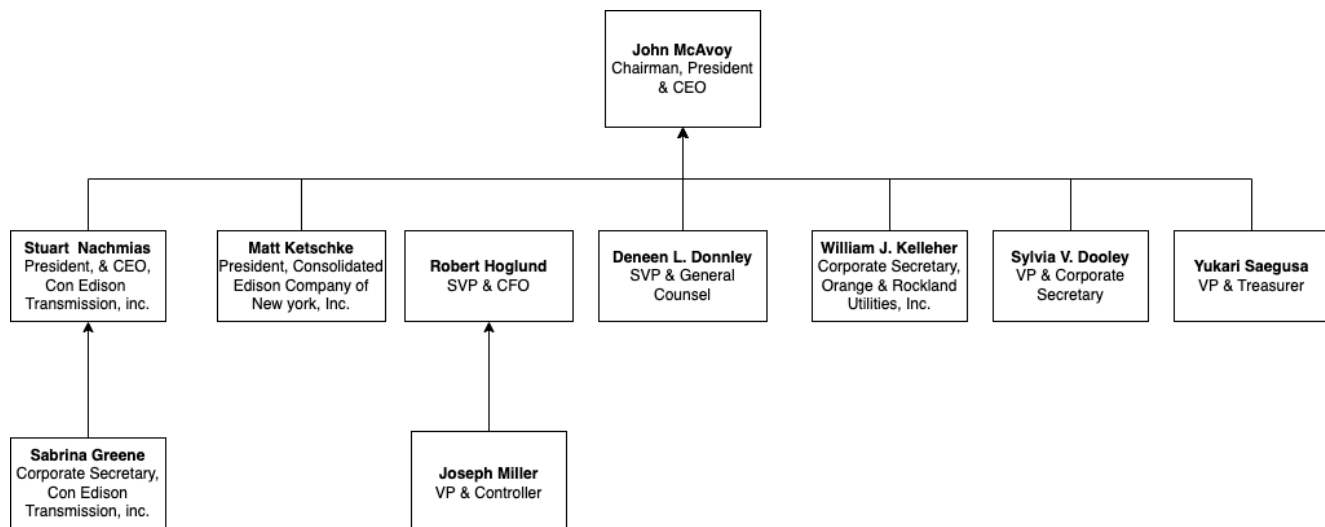 John McAvoy
Chairman, President
& CEO
Stuart  Nachmias
President, & CEO,
Con Edison
Transmission, inc.
Matt Ketschke
President, Consolidated
Edison Company of
New york, Inc.
Robert Hoglund
SVP & CFO
Deneen L. Donnley
SVP & General
Counsel
William J. Kelleher
Corporate Secretary,
Orange & Rockland
Utilities, Inc.
Sylvia V. Dooley
VP & Corporate
Secretary
Yukari Saegusa
VP & Treasurer
Sabrina Greene
Corporate Secretary,
Con Edison
Transmission, inc.
Joseph Miller
VP & Controller